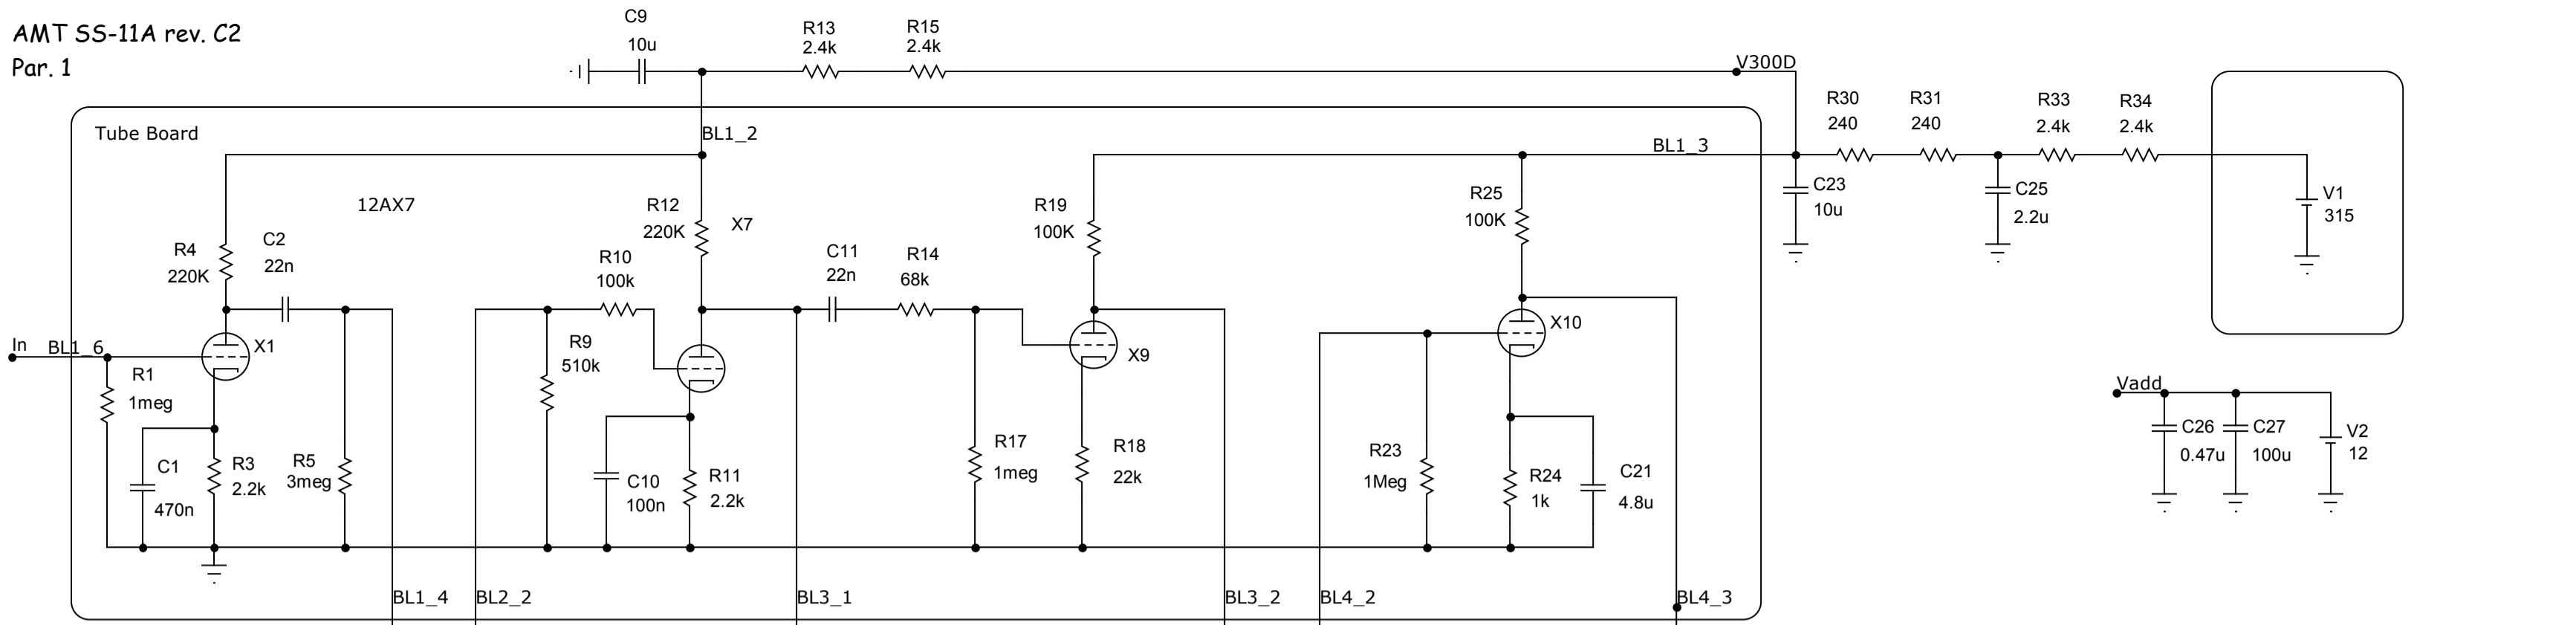 AMT SS-11A rev. C2
Par. 1
C9
10u
R13
2.4k
R15
2.4k
V300D
R30
240
R31
240
R33
2.4k
R34
2.4k
Tube Board
BL1_2
BL1_3
C23
10u
C25
2.2u
V1
315
12AX7
R4
220K
C2
22n
R12
220K
X7
R10
100k
C11
22n
R14
68k
R19
100K
R25
100K
In
BL1_6
X1
R9
510k
X9
X10
R1
1meg
Vadd
C26
0.47u
C27
100u
V2
12
C1
470n
R3
2.2k
R5
3meg
C10
100n
R11
2.2k
R17
1meg
R18
22k
R23
1Meg
R24
1k
C21
4.8u
BL1_4
BL2_2
BL3_1
BL3_2
BL4_2
BL4_3